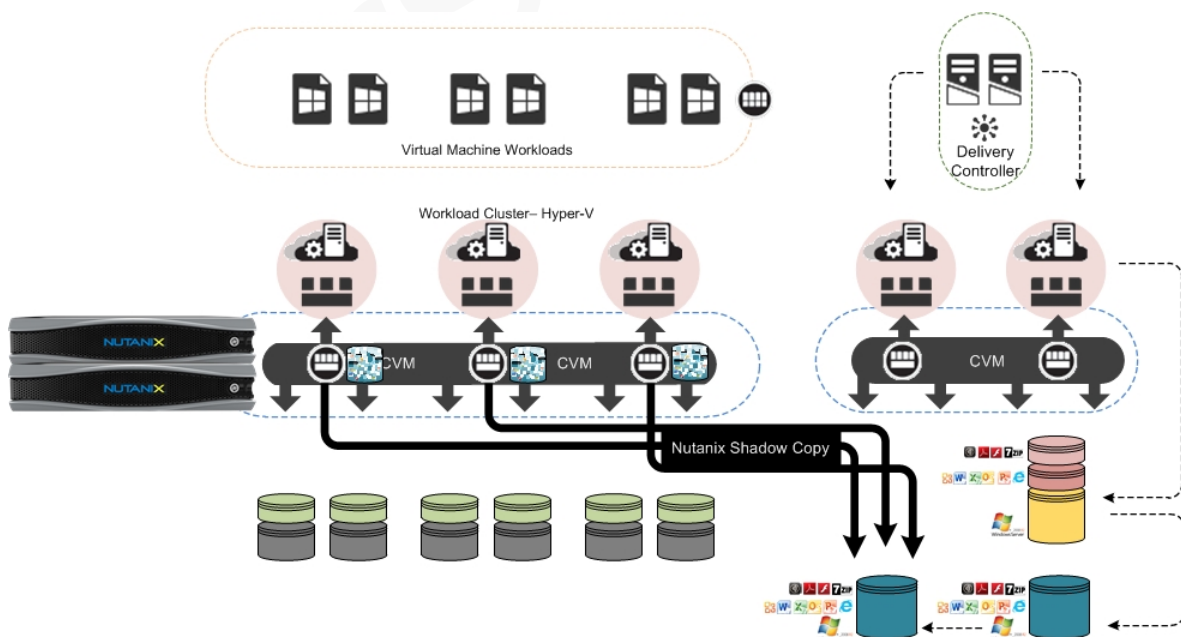 Virtual Machine Workloads
Delivery
Controller
Workload Cluster– Hyper-V
NUTANIX
NUTANIX
CVM
CVM
CVM
Nutanix Shadow Copy
7ZIP
WindowsServer
7ZIP
7ZIP